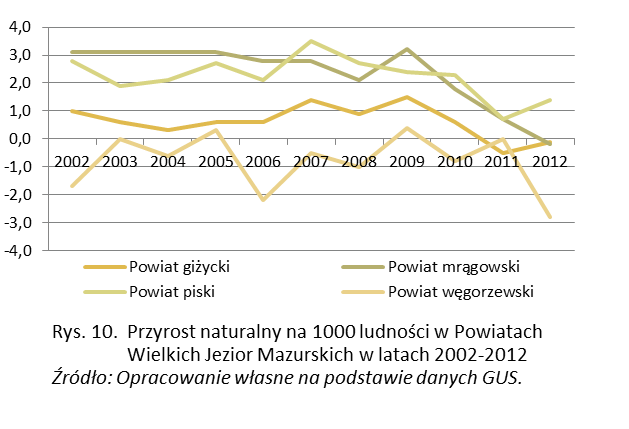 4,0
3,0
2,0
1,0
0,0
-1,0
-2,0
-3,0
-4,0
2002 2003 2004 2005 2006 2007 2008 2009 2010 2011 2012
Powiat giżycki Powiat mrągowski
Powiat piski Powiat węgorzewski
Rys. 10. Przyrost naturalny na 1000 ludności w Powiatach
Wielkich Jezior Mazurskich w latach 2002-2012
Źródło: Opracowanie własne na podstawie danych GUS.